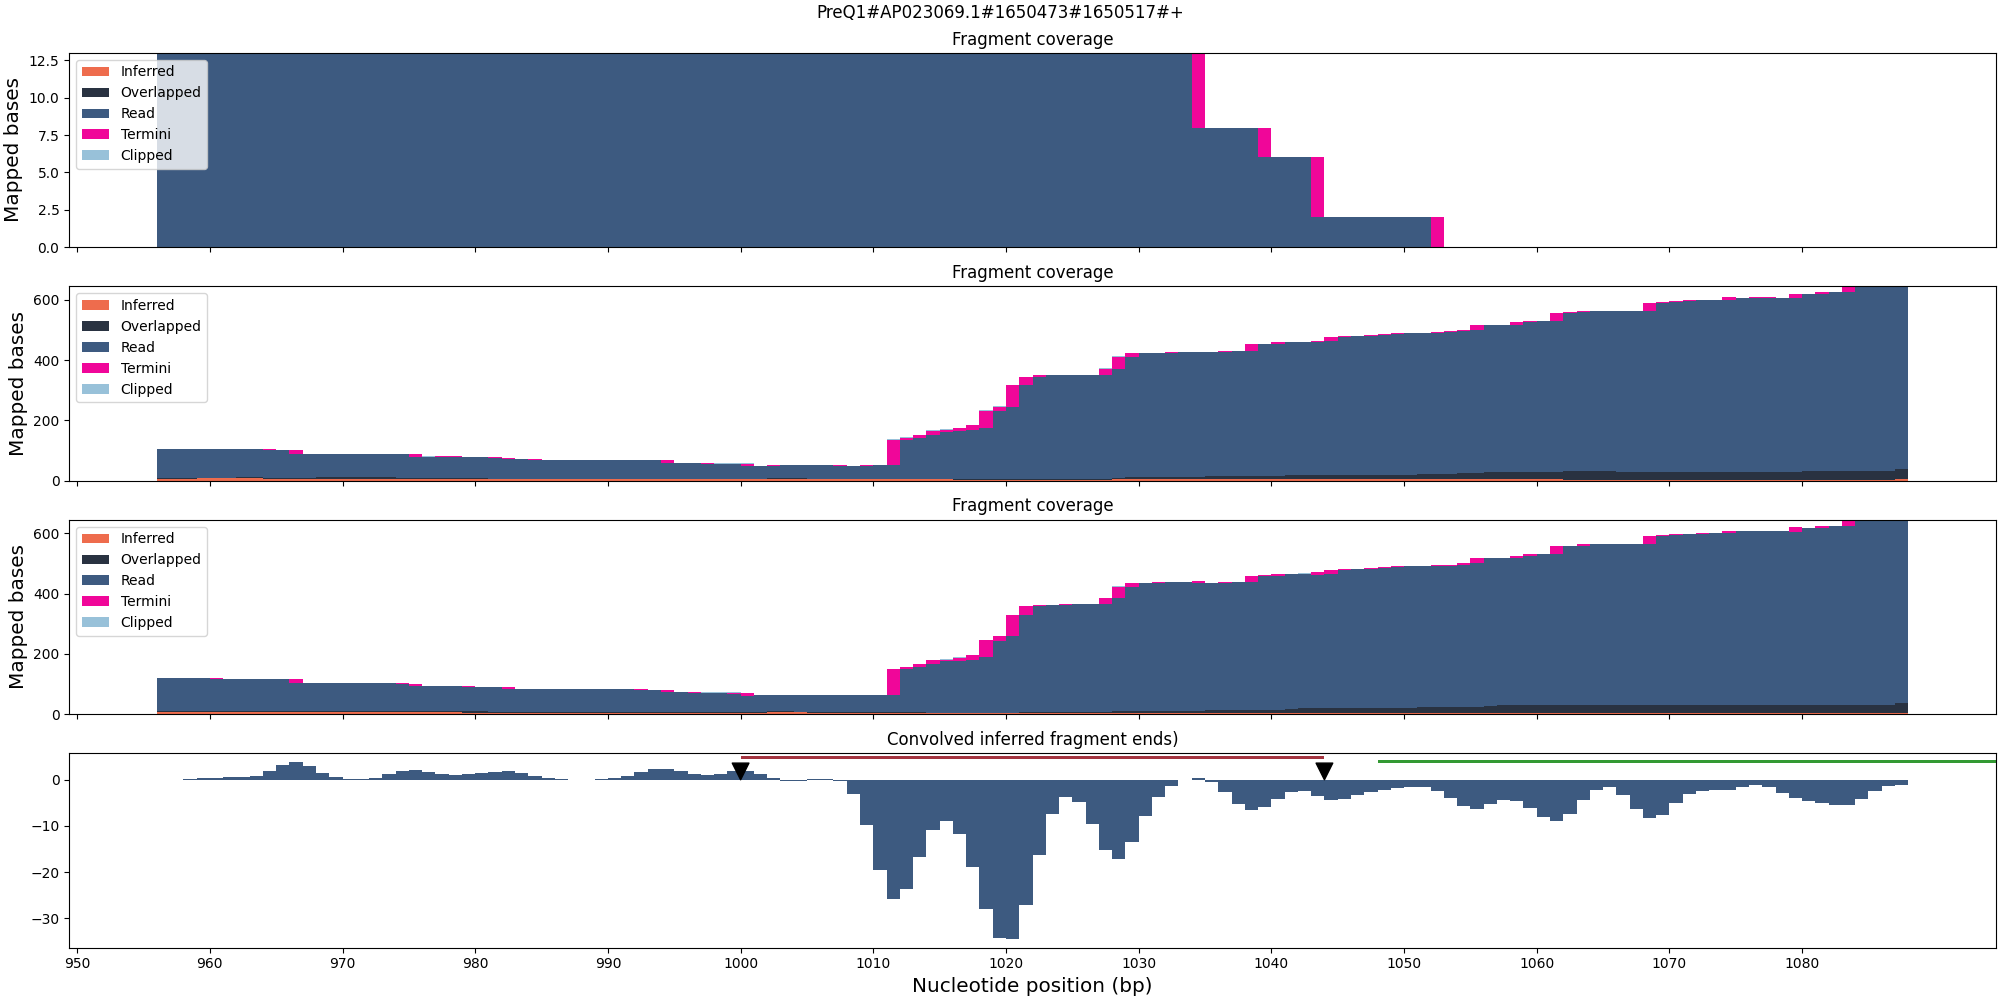 PreQ1#AP023069.1#1650473#1650517#+
Fragment coverage
Mapped bases
12.5
10.0
7.5
5.0
2.5
0.0
Inferred
Overlapped
Read
Termini
Clipped
Fragment coverage
Mapped bases
600
400
200
0
Inferred
Overlapped
Read
Termini
Clipped
Fragment coverage
Mapped bases
600
400
200
0
Inferred
Overlapped
Read
Termini
Clipped
Convolved inferred fragment ends)
0
−10
−20
−30
950 960 970 980 990 1000 1010 1020 1030 1040 1050 1060 1070 1080
Nucleotide position (bp)